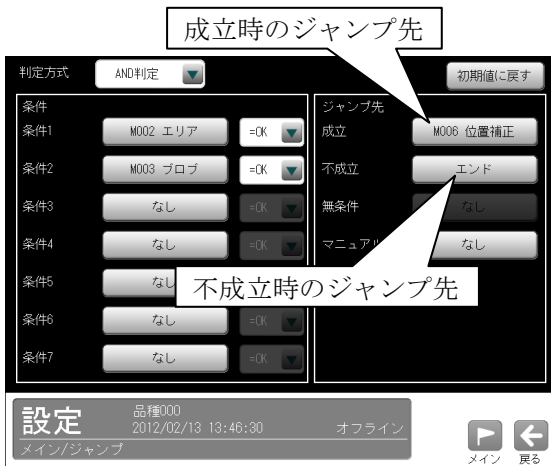 成立時のジャンプ先
判定方式 AND判定 初期値に戻す
条件 ジャンプ先
条件1 M002 エリア =OK 成立 M006 位置補正
条件2 M003 ブロブ =OK 不成立 エンド
条件3 なし =OK 無条件 なし
条件4 なし =OK マニュアル なし
条件5 なし
不成立時のジャンプ先
条件6 なし =OK
条件7 なし =OK
設定 品種000
2012/02/13 13:46:30 オフライン
メイン/ジャンプ
メイン 戻る